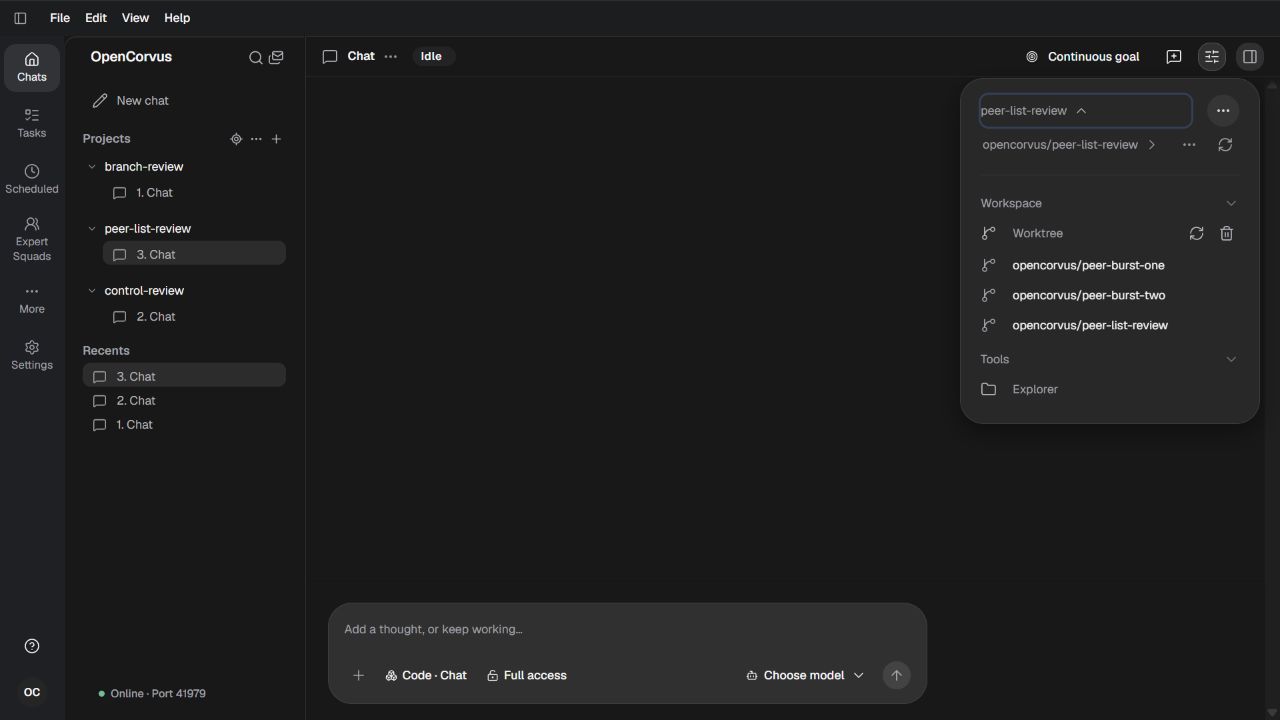 File Edit View Help
OpenCorvus
Chats
Tasks
Scheduled
Expert
Squads
More
Settings
OC
New chat
Projects
branch-review
1. Chat
peer-list-review
3. Chat
control-review
2. Chat
Recents
3. Chat
2. Chat
1. Chat
Online · Port 41979
Chat
Idle
Continuous goal
peer-list-review
opencorvus/peer-list-review
Workspace
Worktree
opencorvus/peer-burst-one
opencorvus/peer-burst-two
opencorvus/peer-list-review
Tools
Explorer
Add a thought, or keep working...
Code · Chat
Full access
Choose model